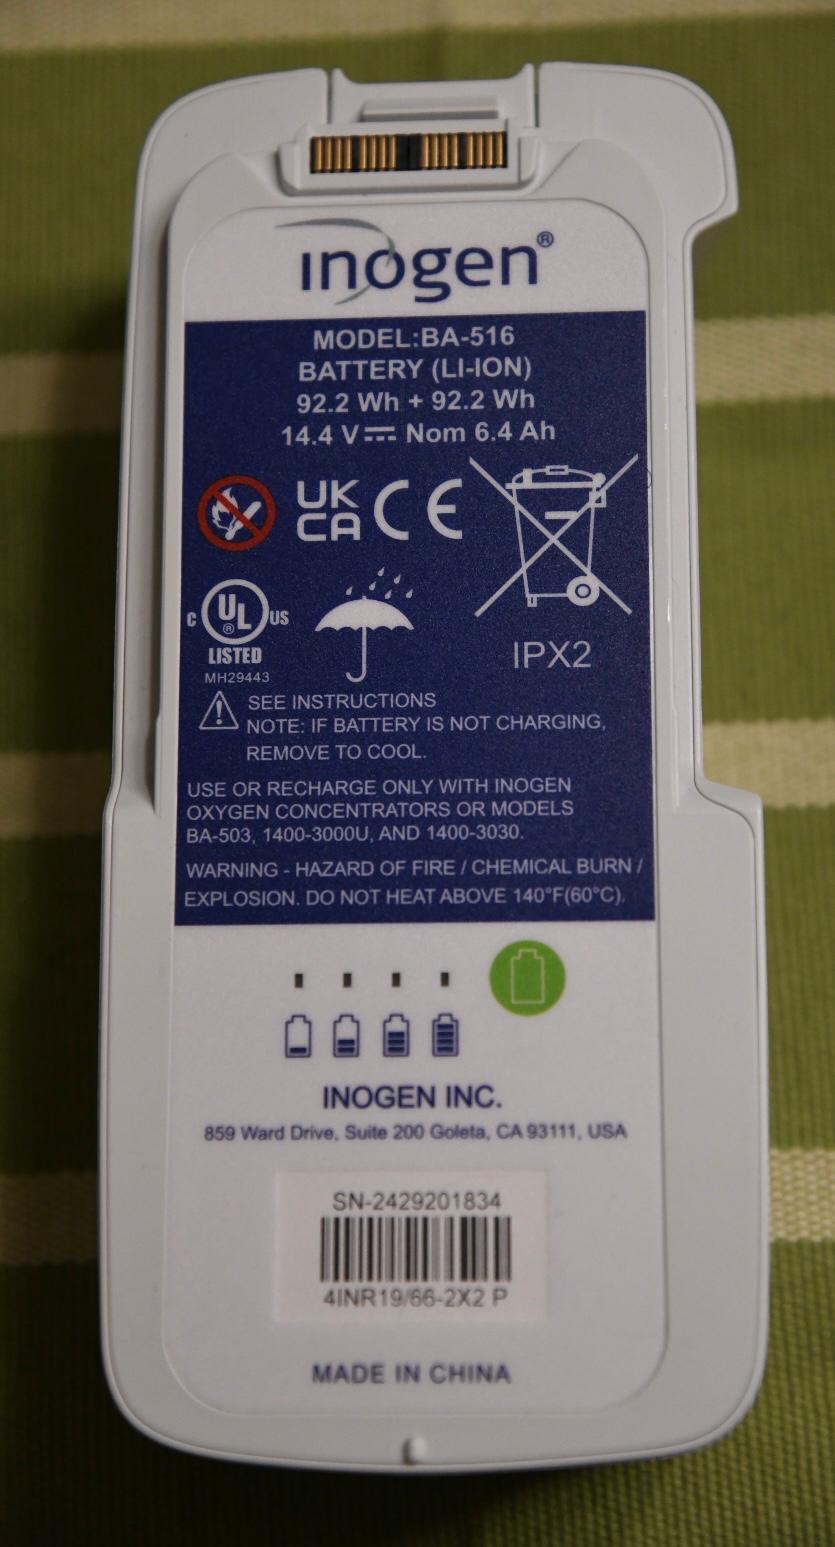 inogen®
MODEL:BA-516
BATTERY (LI-ION)
92.2 Wh + 92.2 Wh
14.4 V⎓ Nom 6.4 Ah
UK
CA CE
C UL® US
LISTED
MH29443
IPX2
SEE INSTRUCTIONS
NOTE: IF BATTERY IS NOT CHARGING,
REMOVE TO COOL.
USE OR RECHARGE ONLY WITH INOGEN
OXYGEN CONCENTRATORS OR MODELS
BA-503, 1400-3000U, AND 1400-3030.
WARNING - HAZARD OF FIRE / CHEMICAL BURN /
EXPLOSION. DO NOT HEAT ABOVE 140°F(60°C).
INOGEN INC.
859 Ward Drive, Suite 200 Goleta, CA 93111, USA
SN-2429201834
4INR19/66-2X2 P
MADE IN CHINA